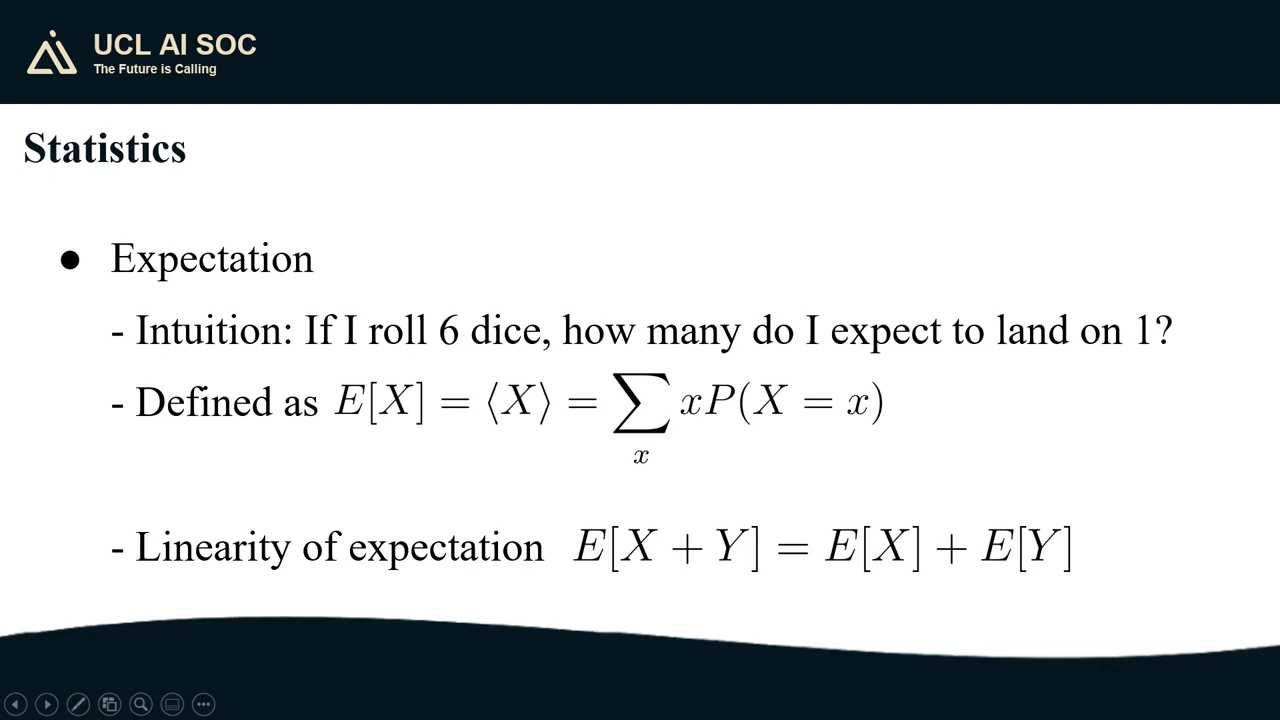 UCL AI SOC
The Future is Calling
Statistics
● Expectation
- Intuition: If I roll 6 dice, how many do I expect to land on 1?
- Defined as E[X] = ⟨X⟩ = ∑ₓ xP(X = x)
- Linearity of expectation E[X + Y] = E[X] + E[Y]